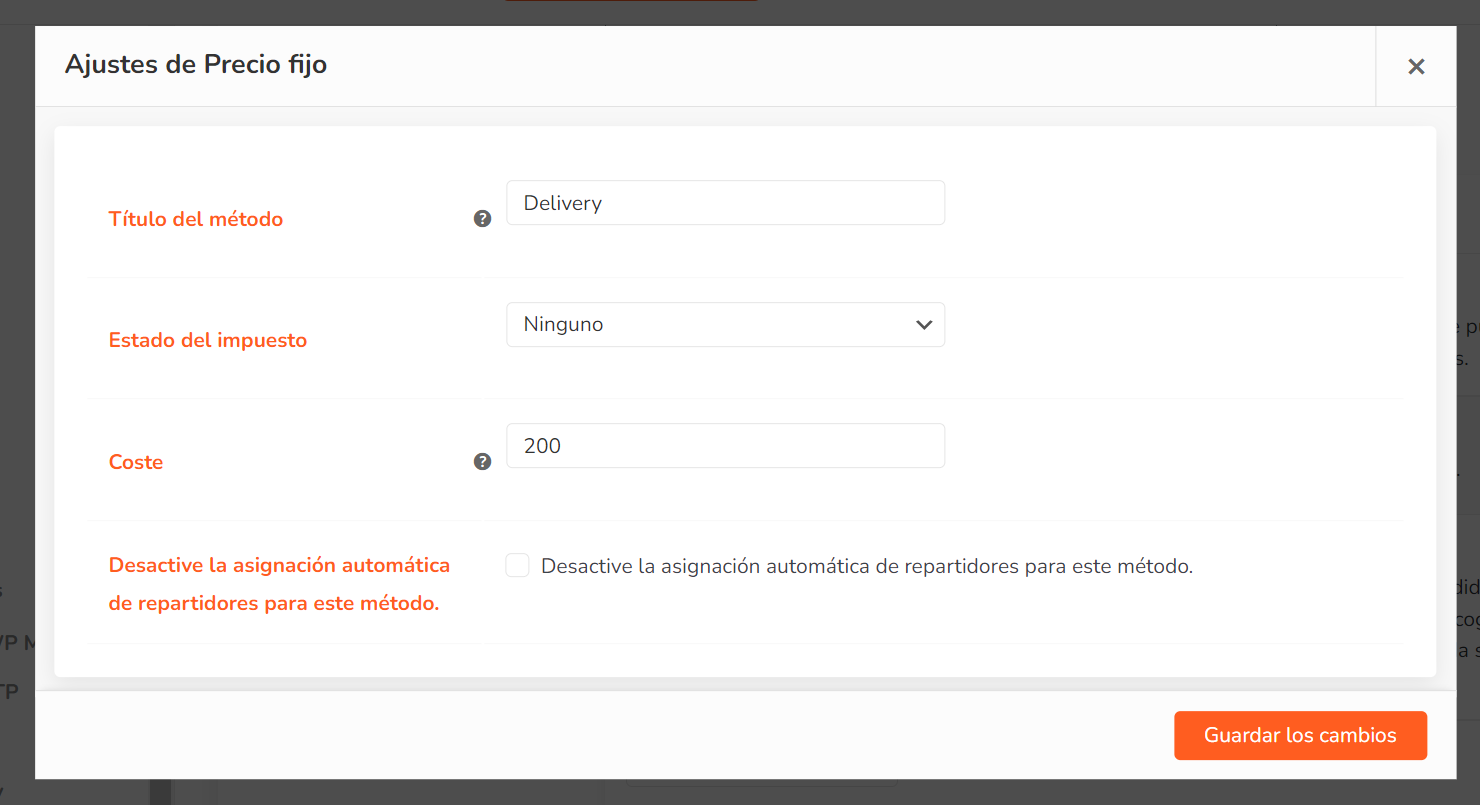 Ajustes de Precio fijo
Título del método
Delivery
Estado del impuesto
Ninguno
Coste
200
Desactive la asignación automática
de repartidores para este método.
Desactive la asignación automática de repartidores para este método.
Guardar los cambios
TP